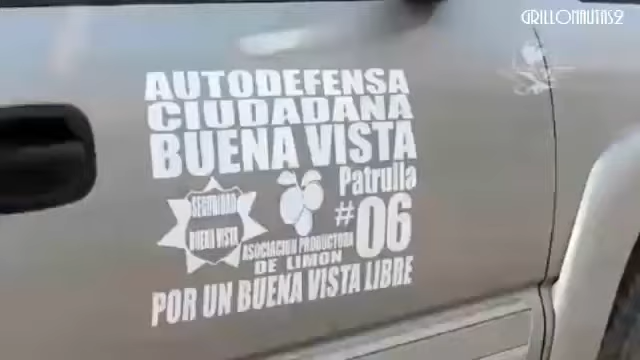 GRILLONAUTAS2
AUTODEFENSA
CIUDADANA
BUENA VISTA
Patrulla
#06
SEGURIDAD
BUENA VISTA
ASOCIACION PRODUCTORA
DE LIMON
POR UN BUENA VISTA LIBRE